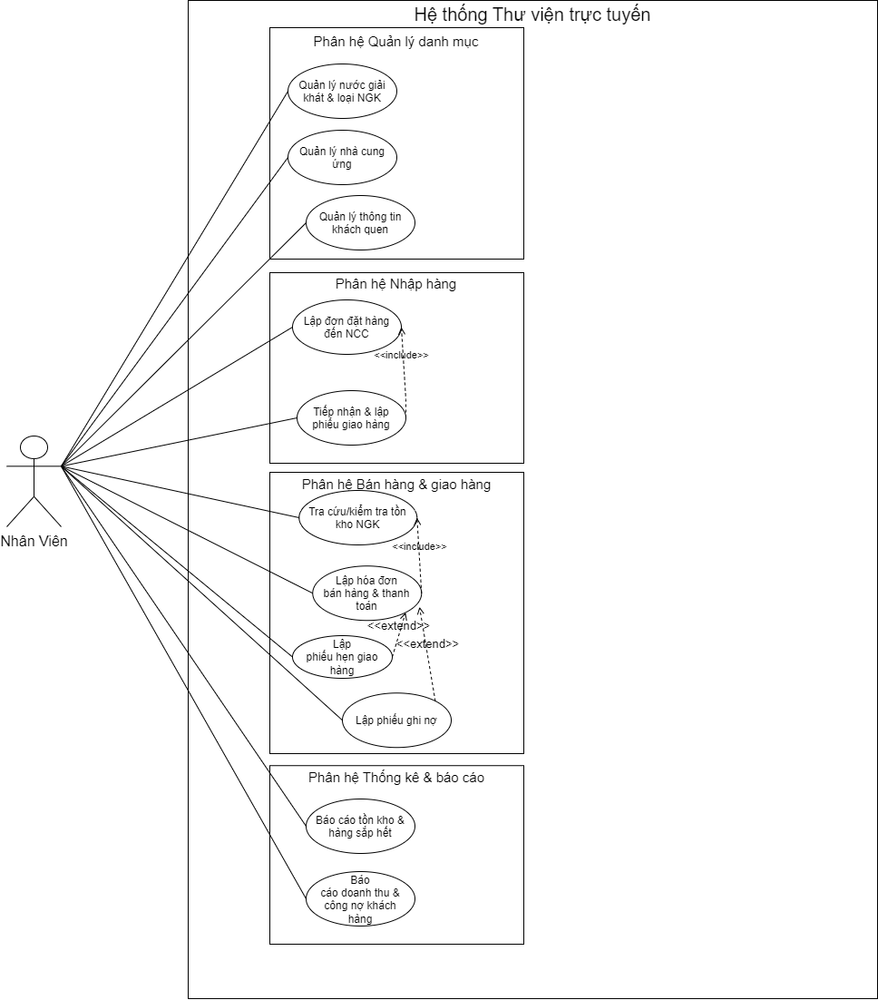 Hệ thống Thư viện trực tuyến
Phân hệ Quản lý danh mục
Quản lý nước giải
khát & loại NGK
Quản lý nhà cung
ứng
Quản lý thông tin
khách quen
Phân hệ Nhập hàng
Lập đơn đặt hàng
đến NCC
<<include>>
Tiếp nhận & lập
phiếu giao hàng
Nhân Viên
Phân hệ Bán hàng & giao hàng
Tra cứu/kiểm tra tồn
kho NGK
<<include>>
Lập hóa đơn
bán hàng & thanh
toán
<<extend>>
Lập
phiếu hẹn giao
hàng
<<extend>>
Lập phiếu ghi nợ
Phân hệ Thống kê & báo cáo
Báo cáo tồn kho &
hàng sắp hết
Báo
cáo doanh thu &
công nợ khách
hàng